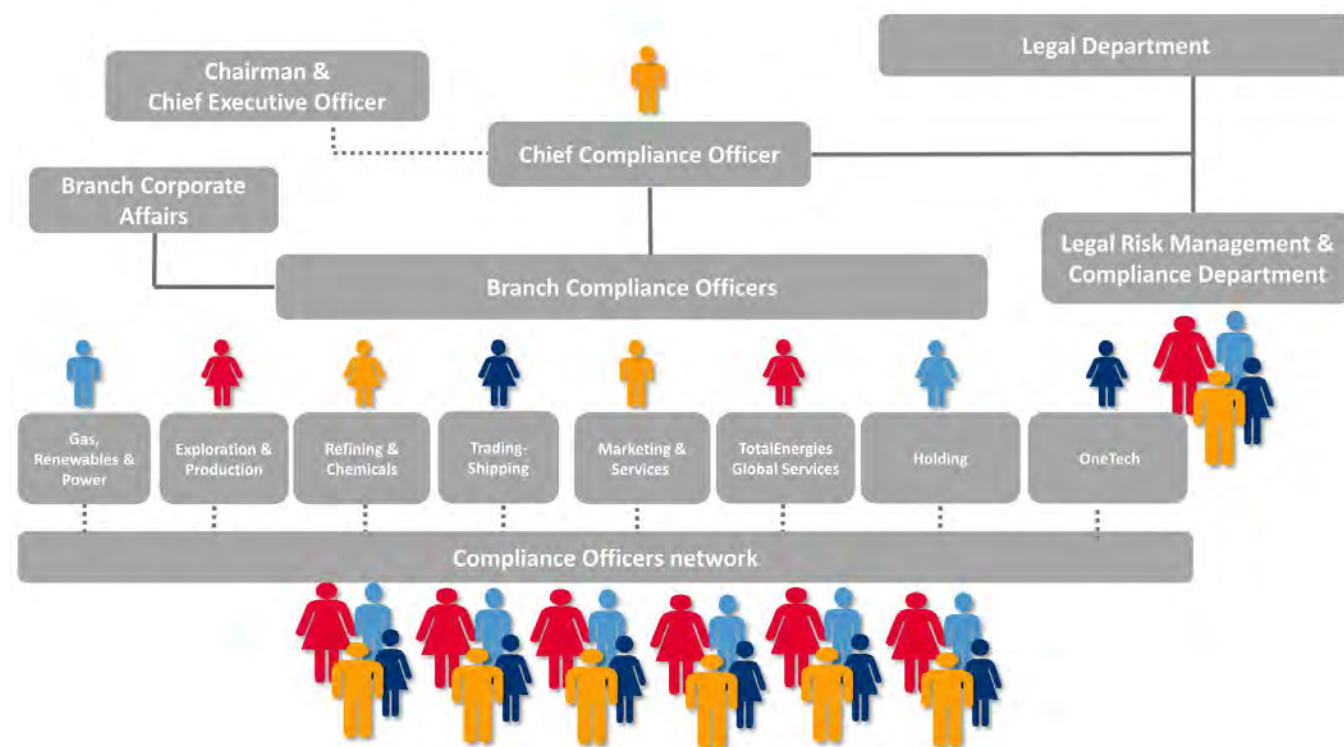 Legal Department
Chairman &
Chief Executive Officer
Chief Compliance Officer
Branch Corporate
Affairs
Legal Risk Management &
Compliance Department
Branch Compliance Officers
Gas,
Renewables &
Power
Exploration &
Production
Refining &
Chemicals
Trading-
Shipping
Marketing &
Services
TotalEnergies
Global Services
Holding
OneTech
Compliance Officers network